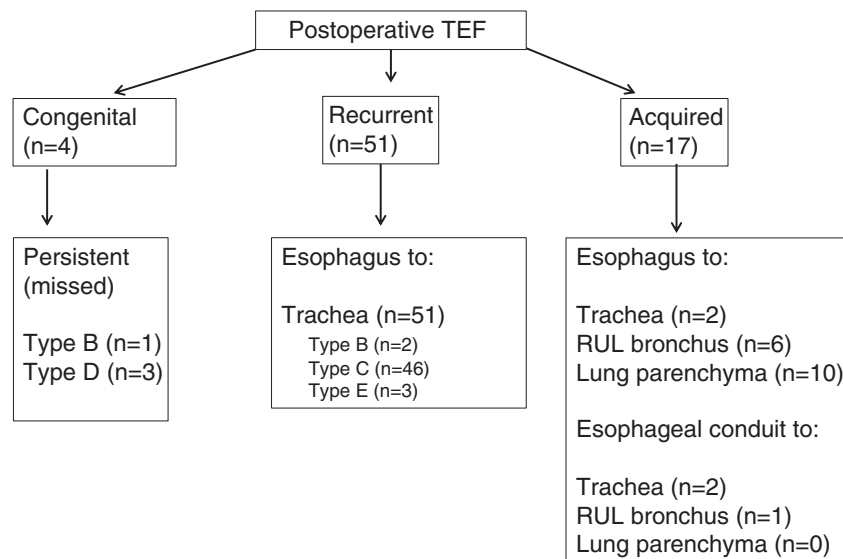 Postoperative TEF
Congenital
(n=4)
Recurrent
(n=51)
Acquired
(n=17)
Persistent
(missed)
Type B (n=1)
Type D (n=3)
Esophagus to:
Trachea (n=51)
Type B (n=2)
Type C (n=46)
Type E (n=3)
Esophagus to:
Trachea (n=2)
RUL bronchus (n=6)
Lung parenchyma (n=10)
Esophageal conduit to:
Trachea (n=2)
RUL bronchus (n=1)
Lung parenchyma (n=0)